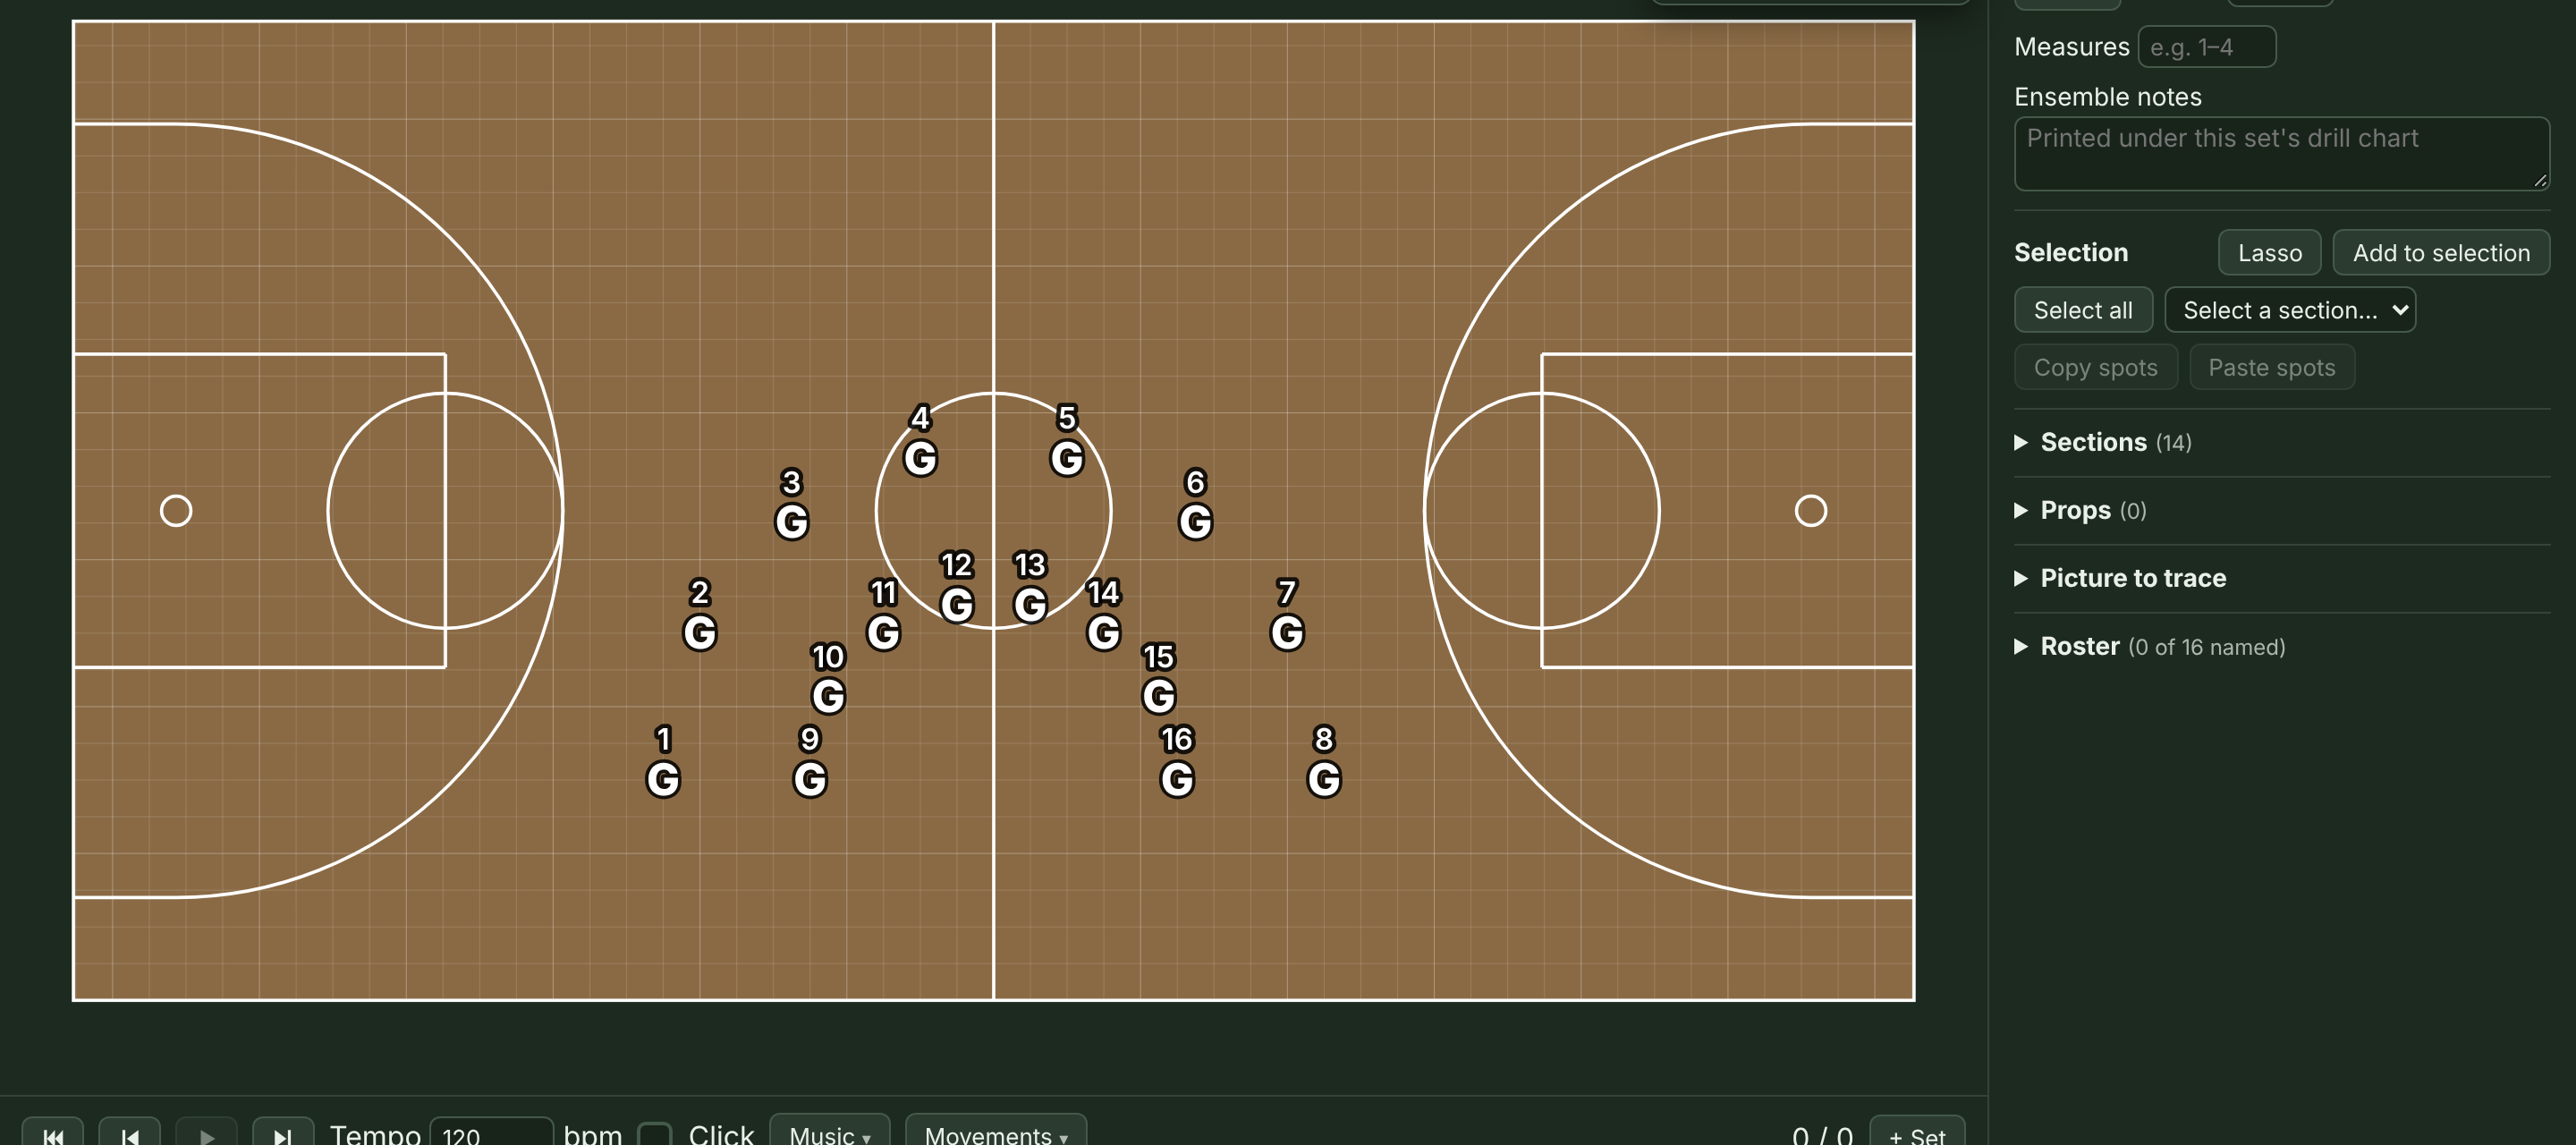 Measures e.g. 1–4
Ensemble notes
Printed under this set's drill chart
Selection Lasso Add to selection
Select all Select a section...
Copy spots Paste spots
Sections (14)
Props (0)
Picture to trace
Roster (0 of 16 named)
4 5
G G
3 6
G G
12 13
G G
2 11 14 7
G G G G
10 15
G G
1 9 16 8
G G G G
Tempo 120 bpm Click Music ▾ Movements ▾ 0 / 0 + Set